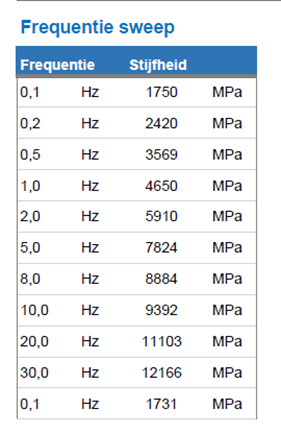 Frequentie sweep
Frequentie Stijfheid
0,1 Hz 1750 MPa
0,2 Hz 2420 MPa
0,5 Hz 3569 MPa
1,0 Hz 4650 MPa
2,0 Hz 5910 MPa
5,0 Hz 7824 MPa
8,0 Hz 8884 MPa
10,0 Hz 9392 MPa
20,0 Hz 11103 MPa
30,0 Hz 12166 MPa
0,1 Hz 1731 MPa